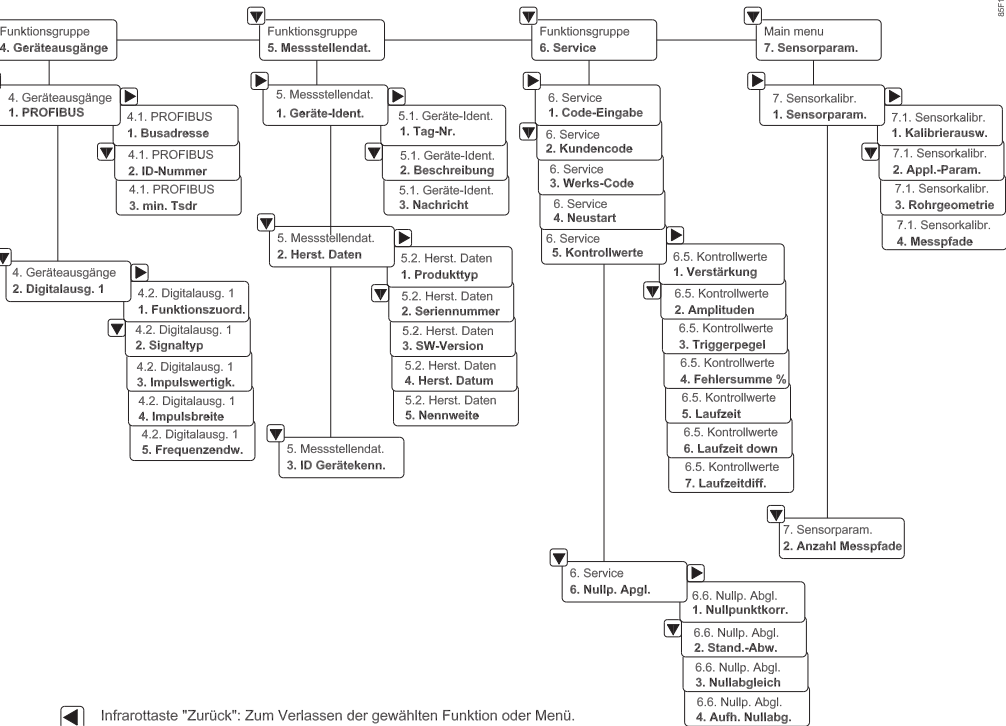 Funktionsgruppe
4. Geräteausgänge
4. Geräteausgänge
1. PROFIBUS
4.1. PROFIBUS
1. Busadresse
4.1. PROFIBUS
2. ID-Nummer
4.1. PROFIBUS
3. min. Tsdr
4. Geräteausgänge
2. Digitalausg. 1
4.2. Digitalausg. 1
1. Funktionszuord.
4.2. Digitalausg. 1
2. Signaltyp
4.2. Digitalausg. 1
3. Impulswertigk.
4.2. Digitalausg. 1
4. Impulsbreite
4.2. Digitalausg. 1
5. Frequenzendw.
Funktionsgruppe
5. Messstellendat.
5. Messstellendat.
1. Geräte-Ident.
5.1. Geräte-Ident.
1. Tag-Nr.
5.1. Geräte-Ident.
2. Beschreibung
5.1. Geräte-Ident.
3. Nachricht
5. Messstellendat.
2. Herst. Daten
5.2. Herst. Daten
1. Produkttyp
5.2. Herst. Daten
2. Seriennummer
5.2. Herst. Daten
3. SW-Version
5.2. Herst. Daten
4. Herst. Datum
5.2. Herst. Daten
5. Nennweite
5. Messstellendat.
3. ID Gerätekenn.
Funktionsgruppe
6. Service
6. Service
1. Code-Eingabe
6. Service
2. Kundencode
6. Service
3. Werks-Code
6. Service
4. Neustart
6. Service
5. Kontrollwerte
6.5. Kontrollwerte
1. Verstärkung
6.5. Kontrollwerte
2. Amplituden
6.5. Kontrollwerte
3. Triggerpegel
6.5. Kontrollwerte
4. Fehlersumme %
6.5. Kontrollwerte
5. Laufzeit
6.5. Kontrollwerte
6. Laufzeit down
6.5. Kontrollwerte
7. Laufzeitdiff.
6. Service
6. Nullp. Apgl.
6.6. Nullp. Abgl.
1. Nullpunktkorr.
6.6. Nullp. Abgl.
2. Stand.-Abw.
6.6. Nullp. Abgl.
3. Nullabgleich
6.6. Nullp. Abgl.
4. Aufh. Nullabg.
Main menu
7. Sensorparam.
7. Sensorkalibr.
1. Sensorparam.
7.1. Sensorkalibr.
1. Kalibrierausw.
7.1. Sensorkalibr.
2. Appl.-Param.
7.1. Sensorkalibr.
3. Rohrgeometrie
7.1. Sensorkalibr.
4. Messpfade
7. Sensorparam.
2. Anzahl Messpfade
Infrarottaste "Zurück": Zum Verlassen der gewählten Funktion oder Menü.